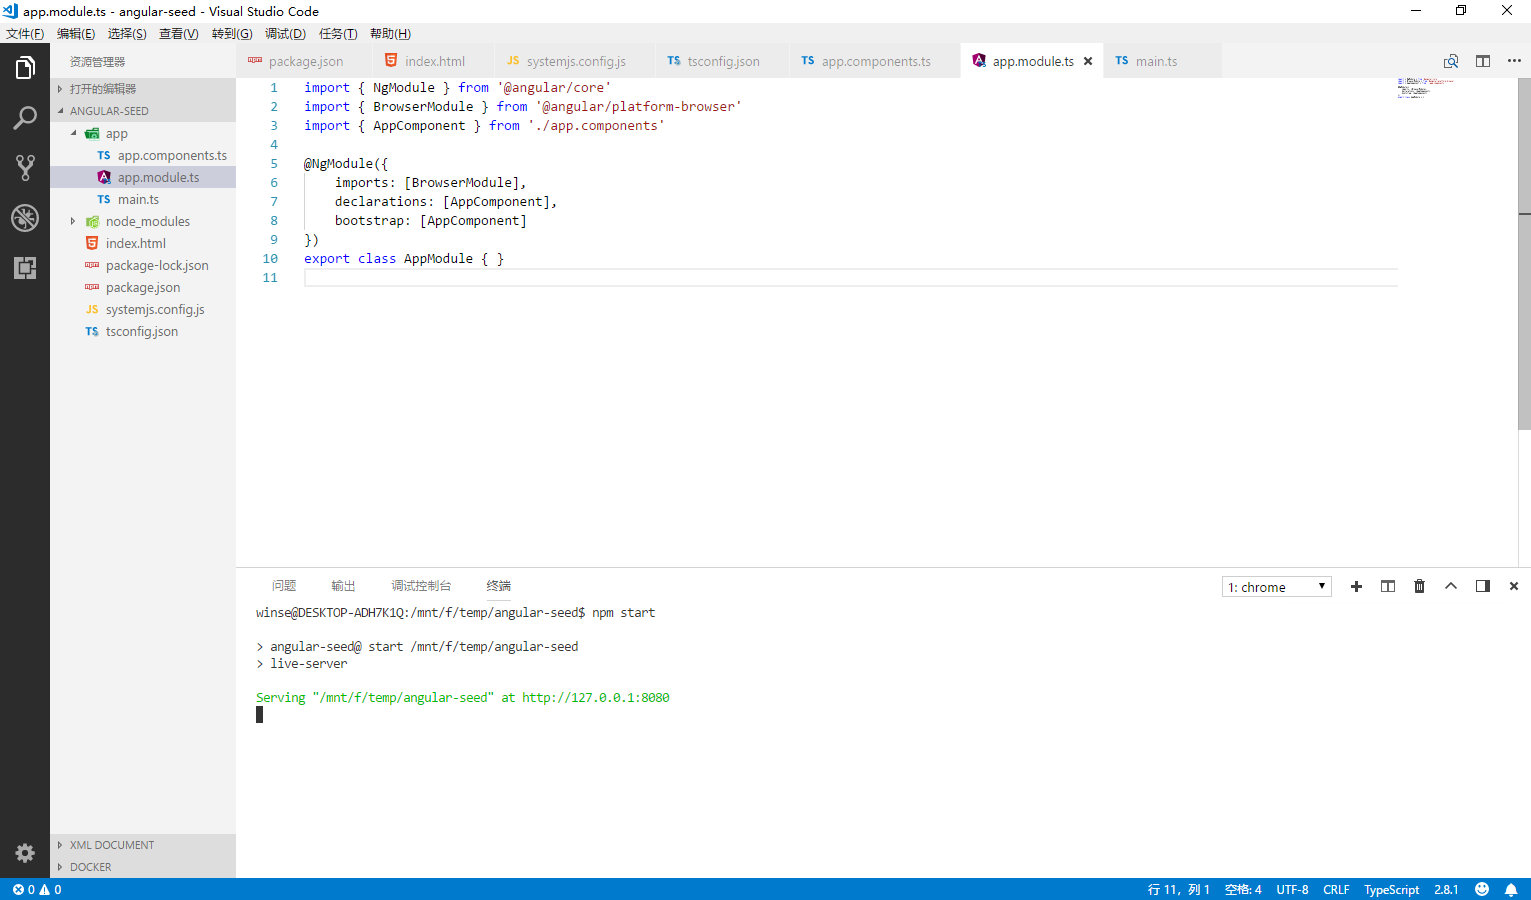 app.module.ts - angular-seed - Visual Studio Code
文件(F) 编辑(E) 选择(S) 查看(V) 转到(G) 调试(D) 任务(T) 帮助(H)
资源管理器
打开的编辑器
ANGULAR-SEED
app
TS app.components.ts
app.module.ts
TS main.ts
node_modules
index.html
package-lock.json
package.json
JS systemjs.config.js
TS tsconfig.json
XML DOCUMENT
DOCKER
package.json index.html JS systemjs.config.js TS tsconfig.json TS app.components.ts app.module.ts TS main.ts
1 import { NgModule } from '@angular/core'
2 import { BrowserModule } from '@angular/platform-browser'
3 import { AppComponent } from './app.components'
4
5 @NgModule({
6 imports: [BrowserModule],
7 declarations: [AppComponent],
8 bootstrap: [AppComponent]
9 })
10 export class AppModule { }
11
问题 输出 调试控制台 终端
1: chrome
winse@DESKTOP-ADH7K1Q:/mnt/f/temp/angular-seed$ npm start
> angular-seed@ start /mnt/f/temp/angular-seed
> live-server
Serving "/mnt/f/temp/angular-seed" at http://127.0.0.1:8080
0 0 行 11，列 1 空格: 4 UTF-8 CRLF TypeScript 2.8.1